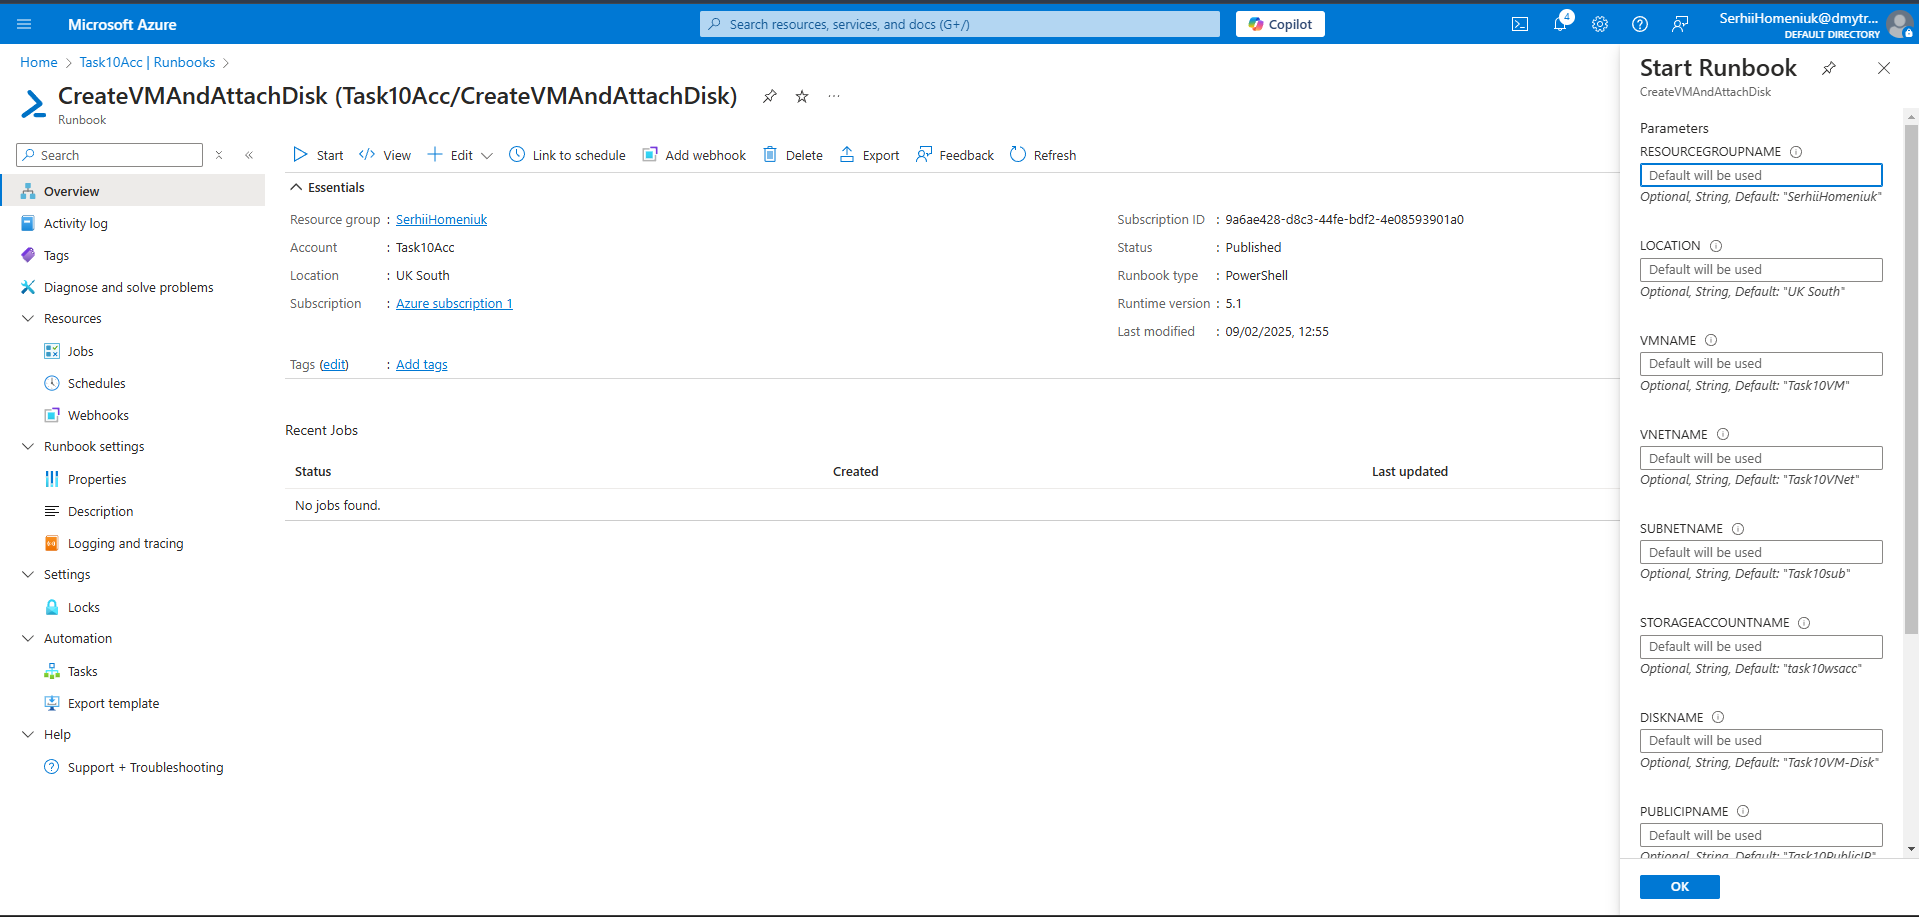 Microsoft Azure
Search resources, services, and docs (G+/)
Copilot
4
SerhiiHomeniuk@dmytr...
DEFAULT DIRECTORY
Home > Task10Acc | Runbooks >
CreateVMAndAttachDisk (Task10Acc/CreateVMAndAttachDisk)
Runbook
Search
Overview
Activity log
Tags
Diagnose and solve problems
Resources
Jobs
Schedules
Webhooks
Runbook settings
Properties
Description
Logging and tracing
Settings
Locks
Automation
Tasks
Export template
Help
Support + Troubleshooting
Start View Edit Link to schedule Add webhook Delete Export Feedback Refresh
Essentials
Resource group : SerhiiHomeniuk
Account : Task10Acc
Location : UK South
Subscription : Azure subscription 1
Subscription ID : 9a6ae428-d8c3-44fe-bdf2-4e08593901a0
Status : Published
Runbook type : PowerShell
Runtime version : 5.1
Last modified : 09/02/2025, 12:55
Tags (edit) : Add tags
Recent Jobs
Status Created Last updated
No jobs found.
Start Runbook
CreateVMAndAttachDisk
Parameters
RESOURCEGROUPNAME
Default will be used
Optional, String, Default: "SerhiiHomeniuk"
LOCATION
Default will be used
Optional, String, Default: "UK South"
VMNAME
Default will be used
Optional, String, Default: "Task10VM"
VNETNAME
Default will be used
Optional, String, Default: "Task10VNet"
SUBNETNAME
Default will be used
Optional, String, Default: "Task10sub"
STORAGEACCOUNTNAME
Default will be used
Optional, String, Default: "task10wsacc"
DISKNAME
Default will be used
Optional, String, Default: "Task10VM-Disk"
PUBLICIPNAME
Default will be used
Optional, String, Default: "Task10PublicIP"
OK